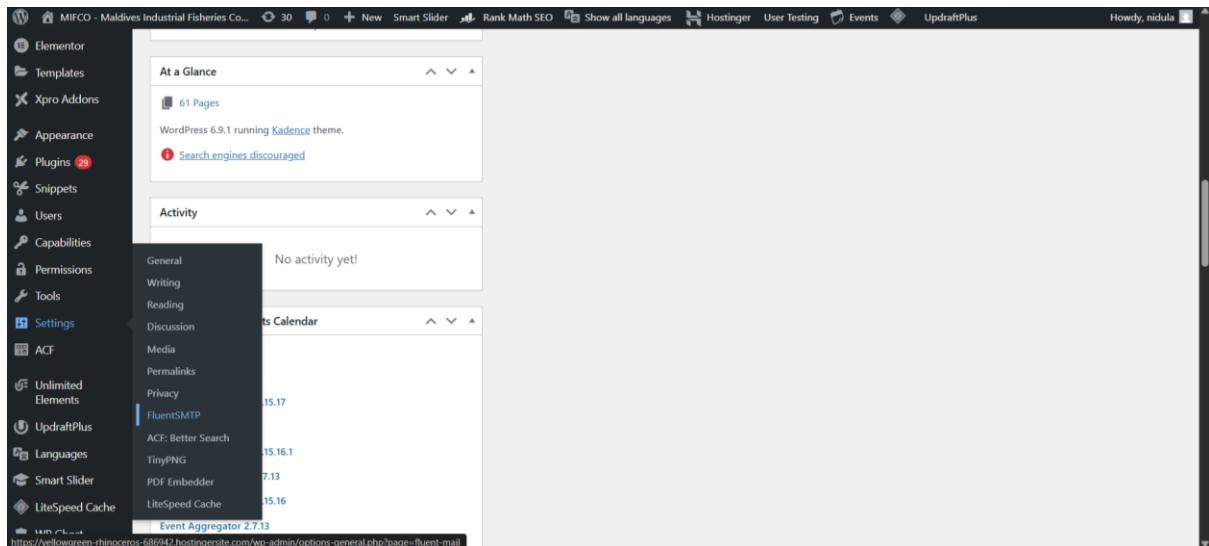 MIFCO - Maldives Industrial Fisheries Co... 30 0 + New Smart Slider Rank Math SEO Show all languages Hostinger User Testing Events UpdraftPlus Howdy, nidula
Elementor
Templates
Xpro Addons
Appearance
Plugins 29
Snippets
Users
Capabilities
Permissions
Tools
Settings
ACF
Unlimited
Elements
UpdraftPlus
Languages
Smart Slider
LiteSpeed Cache
General
Writing
Reading
Discussion
Media
Permalinks
Privacy
FluentSMTP
ACF: Better Search
TinyPNG
PDF Embedder
LiteSpeed Cache
At a Glance
61 Pages
WordPress 6.9.1 running Kadence theme.
Search engines discouraged
Activity
No activity yet!
ts Calendar
.15.17
.15.16.1
7.13
.15.16
Event Aggregator 2.7.13
https://yellowgreen-rhinoceros-686942.hostingersite.com/wp-admin/options-general.php?page=fluent-mail